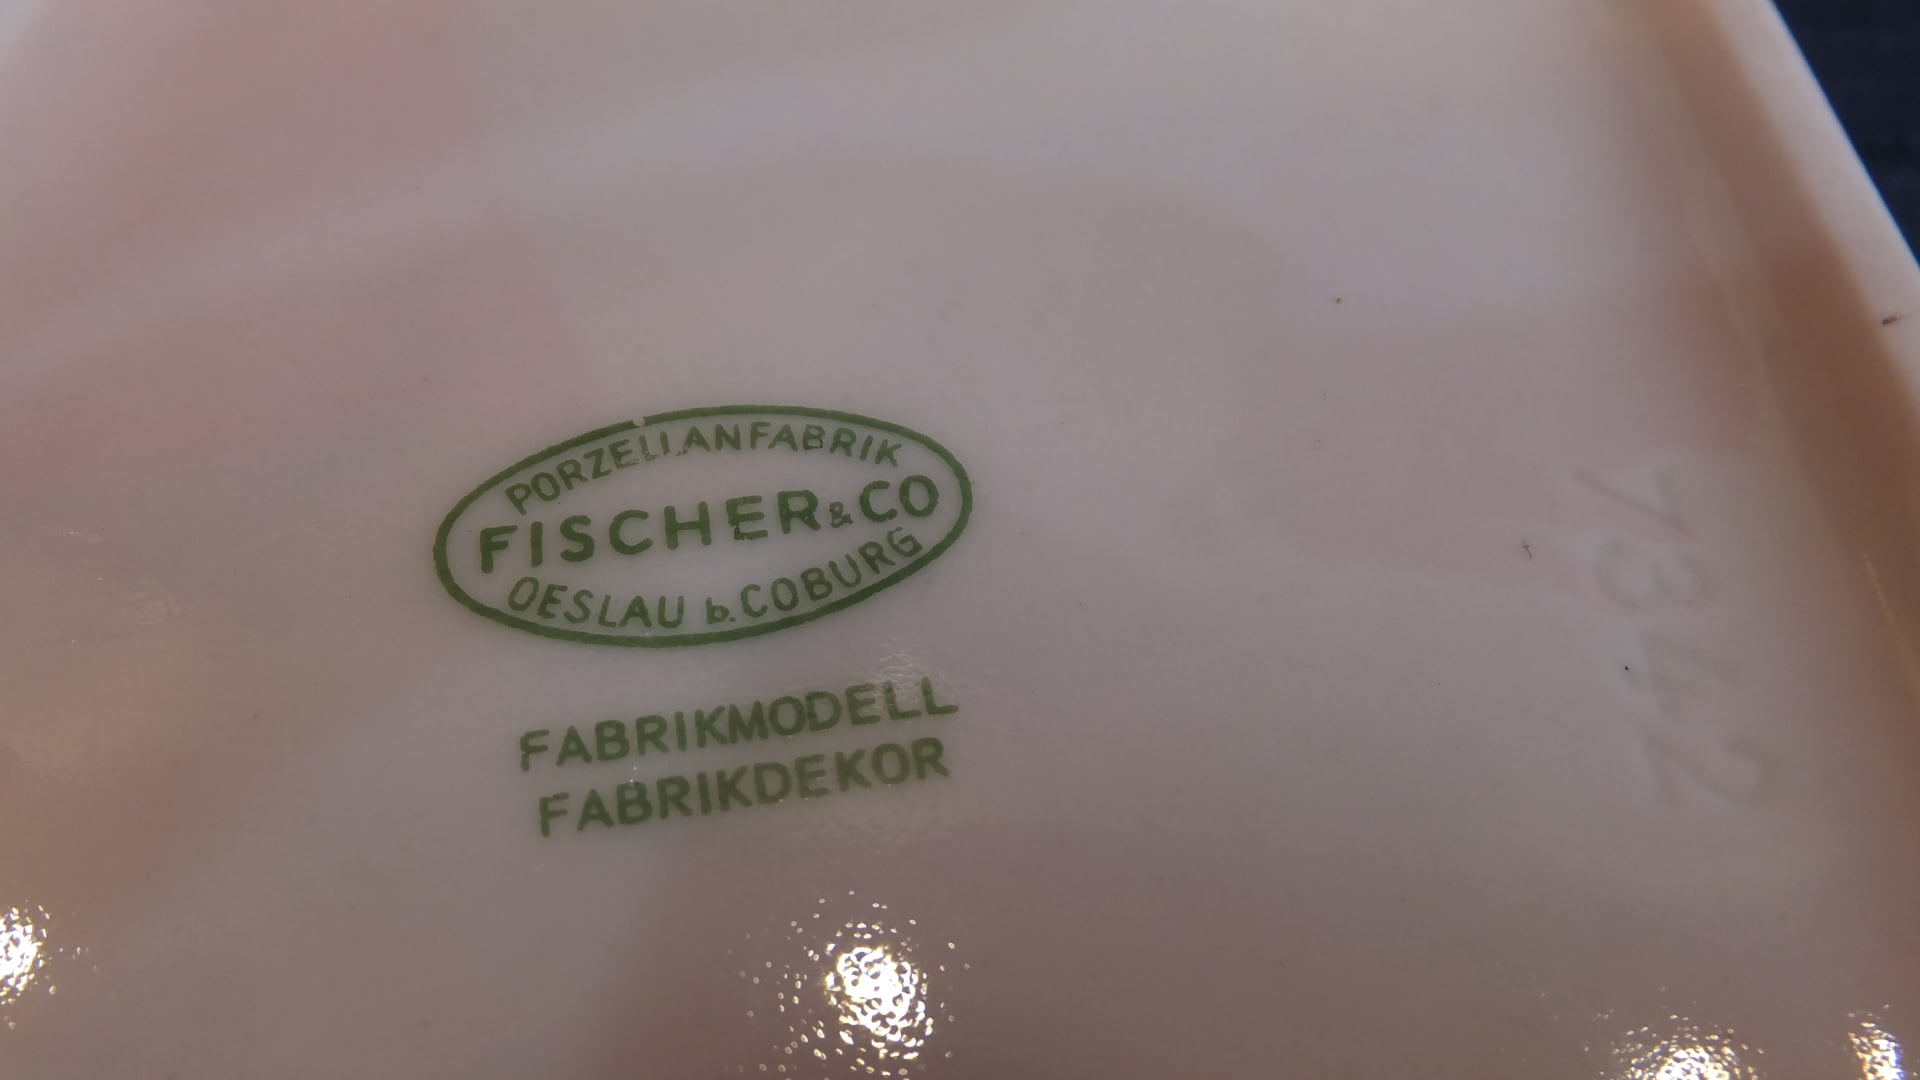 PORZELLANFABRIK
FISCHER & CO
OESLAU b. COBURG
FABRIKMODELL
FABRIKDEKOR